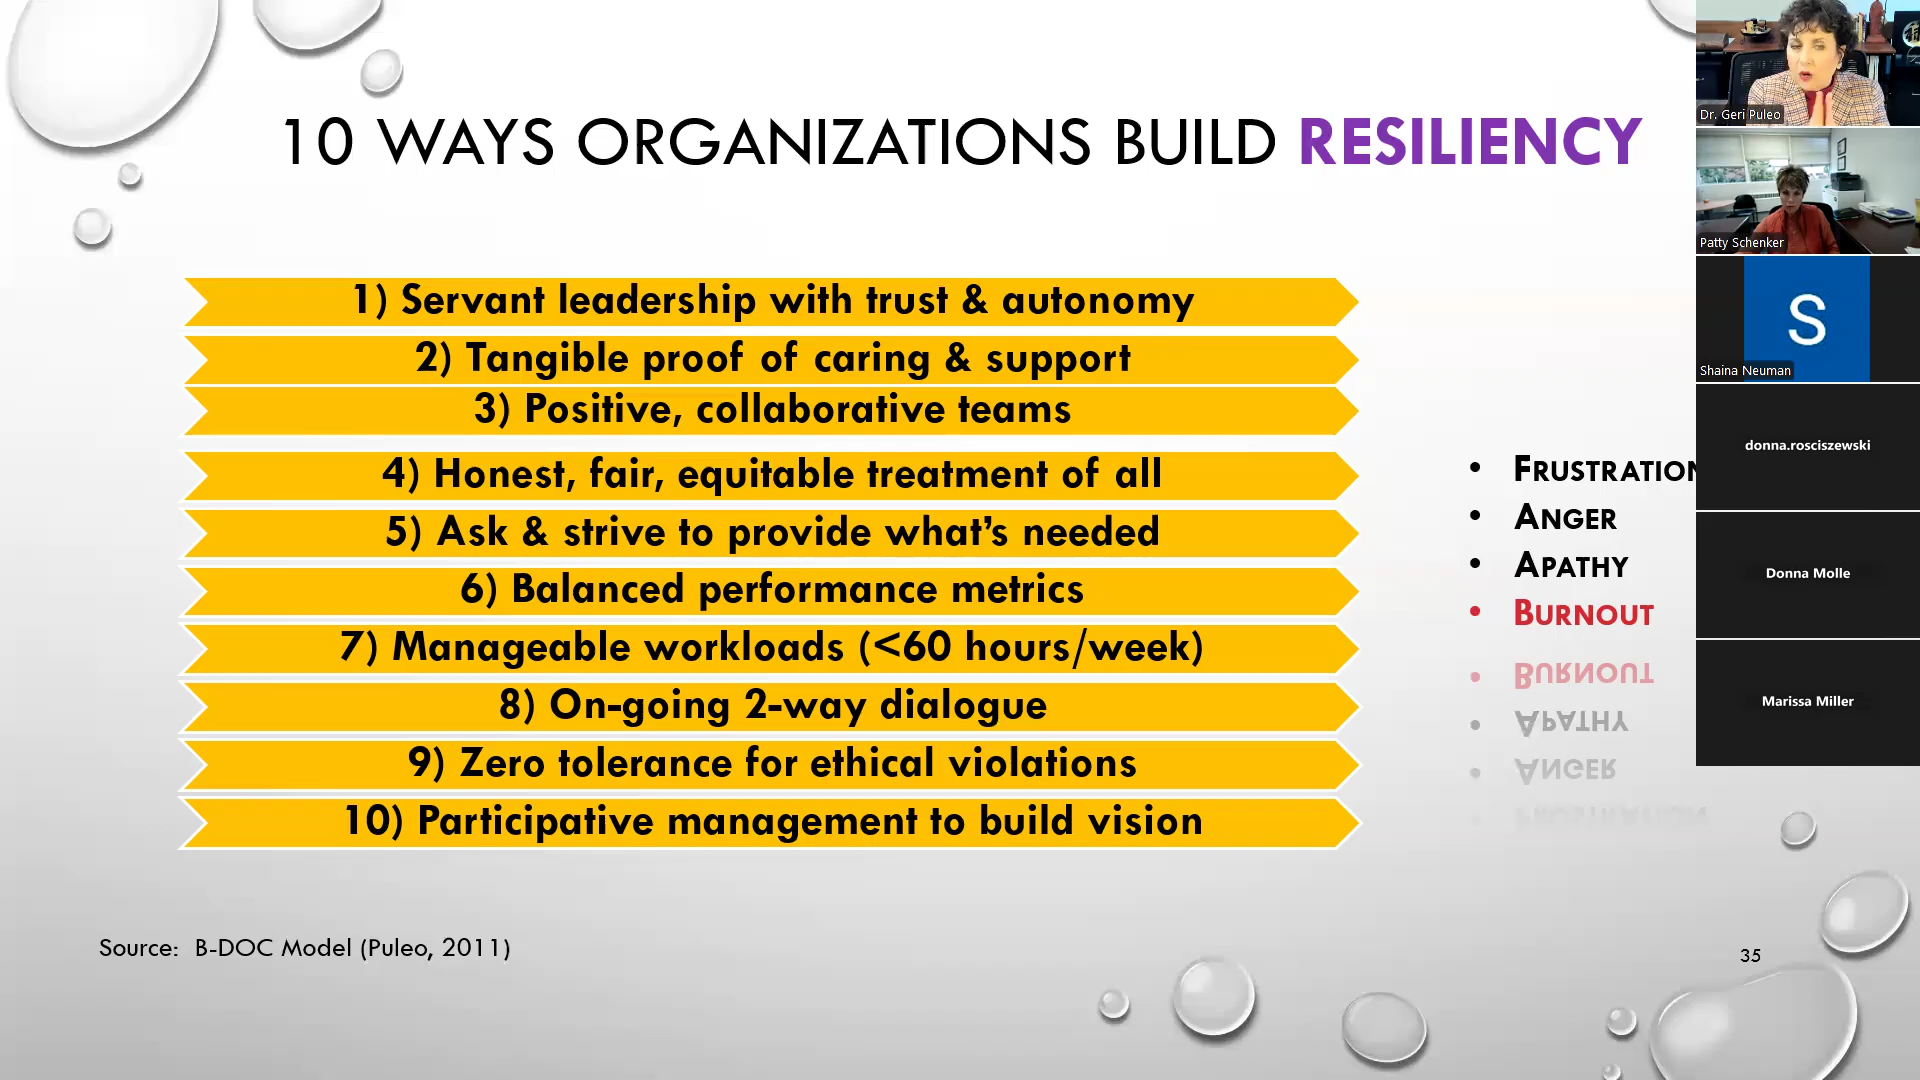 10 WAYS ORGANIZATIONS BUILD RESILIENCY
1) Servant leadership with trust & autonomy
2) Tangible proof of caring & support
3) Positive, collaborative teams
4) Honest, fair, equitable treatment of all
5) Ask & strive to provide what's needed
6) Balanced performance metrics
7) Manageable workloads (<60 hours/week)
8) On-going 2-way dialogue
9) Zero tolerance for ethical violations
10) Participative management to build vision
• FRUSTRATION
• ANGER
• APATHY
• BURNOUT
Source: B-DOC Model (Puleo, 2011)
35
Dr. Geri Puleo
Patty Schenker
S
Shaina Neuman
donna.rosciszewski
Donna Molle
Marissa Miller